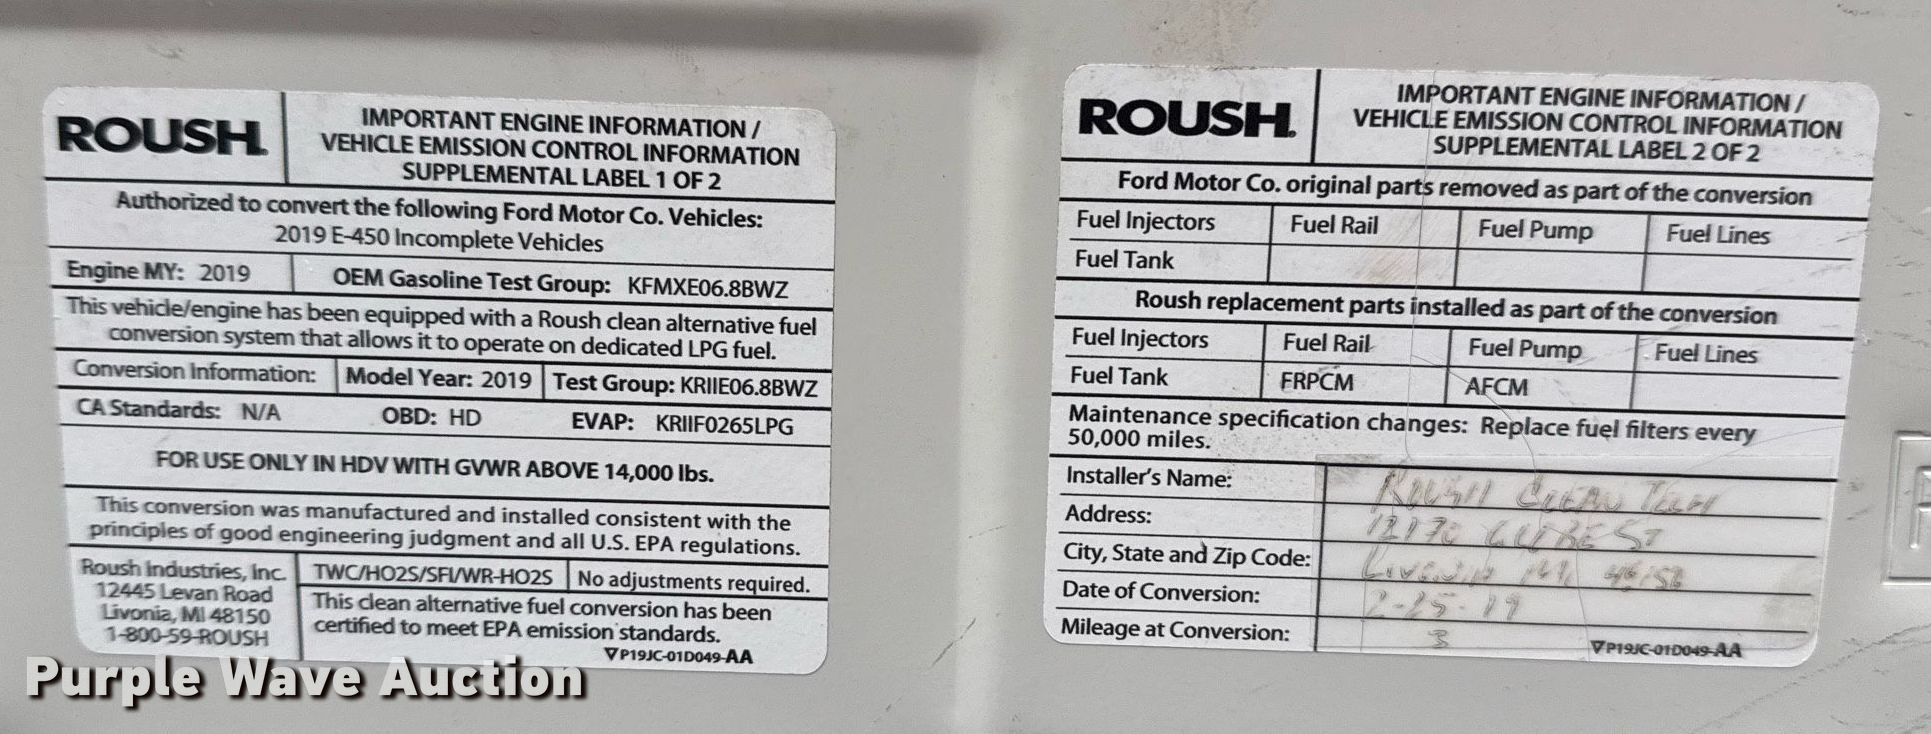 ROUSH
IMPORTANT ENGINE INFORMATION /
VEHICLE EMISSION CONTROL INFORMATION
SUPPLEMENTAL LABEL 1 OF 2
Authorized to convert the following Ford Motor Co. Vehicles:
2019 E-450 Incomplete Vehicles
Engine MY: 2019 OEM Gasoline Test Group: KFMXE06.8BWZ
This vehicle/engine has been equipped with a Roush clean alternative fuel
conversion system that allows it to operate on dedicated LPG fuel.
Conversion Information: Model Year: 2019 Test Group: KRIIE06.8BWZ
CA Standards: N/A OBD: HD EVAP: KRIIF0265LPG
FOR USE ONLY IN HDV WITH GVWR ABOVE 14,000 lbs.
This conversion was manufactured and installed consistent with the
principles of good engineering judgment and all U.S. EPA regulations.
Roush Industries, Inc.
12445 Levan Road
Livonia, MI 48150
1-800-59-ROUSH
TWC/HO2S/SFI/WR-HO2S No adjustments required.
This clean alternative fuel conversion has been
certified to meet EPA emission standards.
P19JC-01D049-AA
ROUSH
IMPORTANT ENGINE INFORMATION /
VEHICLE EMISSION CONTROL INFORMATION
SUPPLEMENTAL LABEL 2 OF 2
Ford Motor Co. original parts removed as part of the conversion
Fuel Injectors Fuel Rail Fuel Pump Fuel Lines
Fuel Tank
Roush replacement parts installed as part of the conversion
Fuel Injectors Fuel Rail Fuel Pump Fuel Lines
Fuel Tank FRPCM AFCM
Maintenance specification changes: Replace fuel filters every
50,000 miles.
Installer's Name: ROUSH CLEAN TECH
Address: 12170 ST
City, State and Zip Code: LIVONIA MI
Date of Conversion: 2-25-19
Mileage at Conversion: 3
P19JC-01D049-AA
Purple Wave Auction